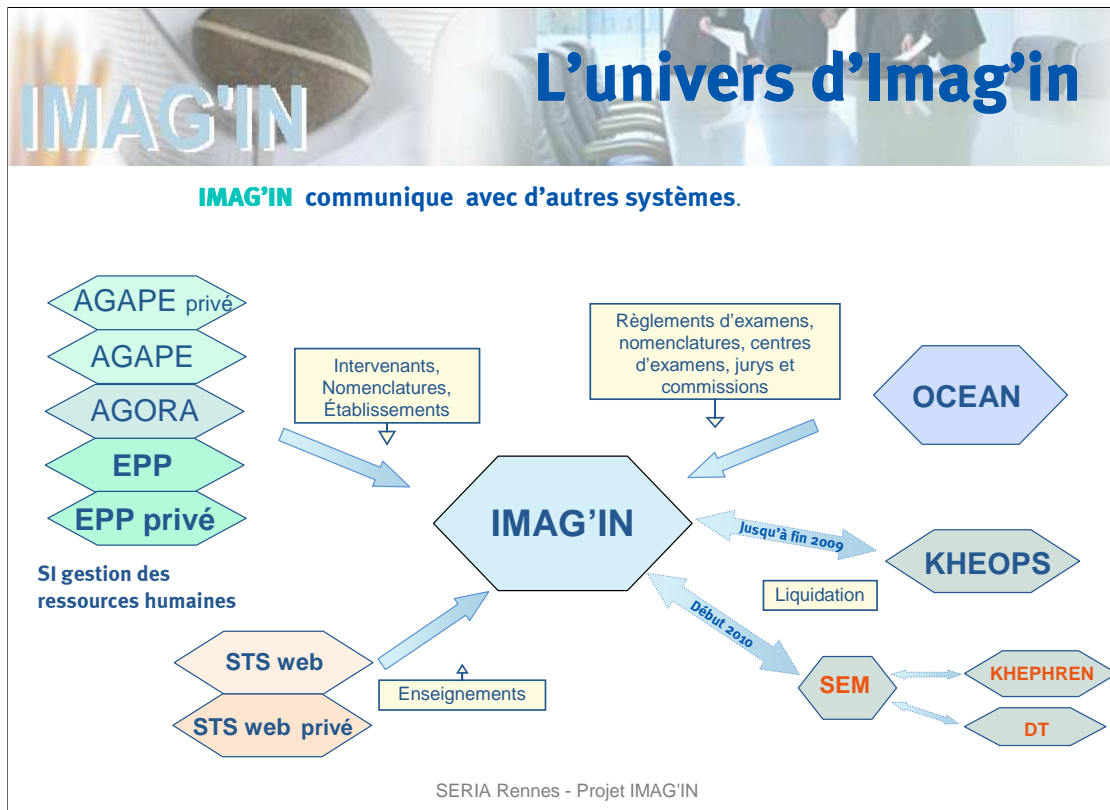 IMAG'IN
L'univers d'Imag'in
IMAG'IN communique avec d'autres systèmes.
AGAPE privé
AGAPE
AGORA
EPP
EPP privé
SI gestion des
ressources humaines
Intervenants,
Nomenclatures,
Établissements
Règlements d'examens,
nomenclatures, centres
d'examens, jurys et
commissions
OCEAN
IMAG'IN
Jusqu'à fin 2009
KHEOPS
Liquidation
Début 2010
STS web
STS web privé
Enseignements
SEM
KHEPHREN
DT
SERIA Rennes - Projet IMAG'IN